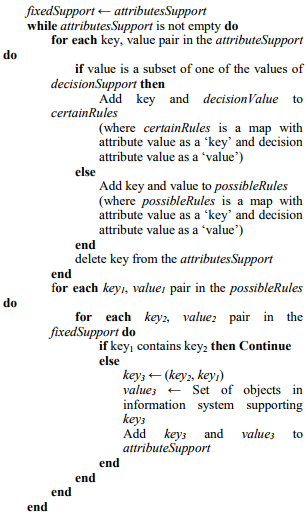 fixedSupport ← attributesSupport
while attributesSupport is not empty do
for each key, value pair in the attributeSupport
do
if value is a subset of one of the values of
decisionSupport then
Add key and decisionValue to
certainRules
(where certainRules is a map with
attribute value as a ‘key’ and decision
attribute value as a ‘value’)
else
Add key and value to possibleRules
(where possibleRules is a map with
attribute value as a ‘key’ and decision
attribute value as a ‘value’)
end
delete key from the attributesSupport
end
for each key₁, value₁ pair in the possibleRules
do
for each key₂, value₂ pair in the
fixedSupport do
if key₁ contains key₂ then Continue
else
key₃ ← (key₂, key₁)
value₃ ← Set of objects in
information system supporting
key₃
Add key₃ and value₃ to
attributeSupport
end
end
end
end